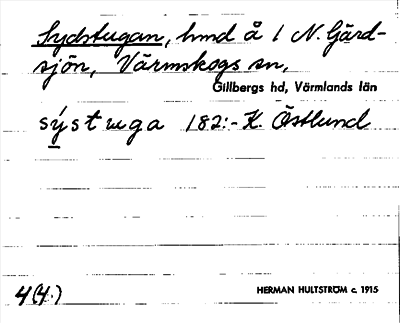 Sydstugan, hmd å 1 N. Gärd-
sjön, Värmskogs sn,
Gillbergs hd, Värmlands län
sýstuga 182:- K. Östlund
4(4.)
HERMAN HULTSTRÖM c. 1915